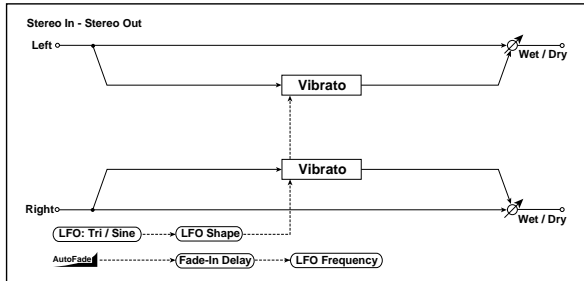 Stereo In - Stereo Out
Left
Wet / Dry
Vibrato
Vibrato
Right
Wet / Dry
LFO: Tri / Sine
LFO Shape
AutoFade
Fade-In Delay
LFO Frequency